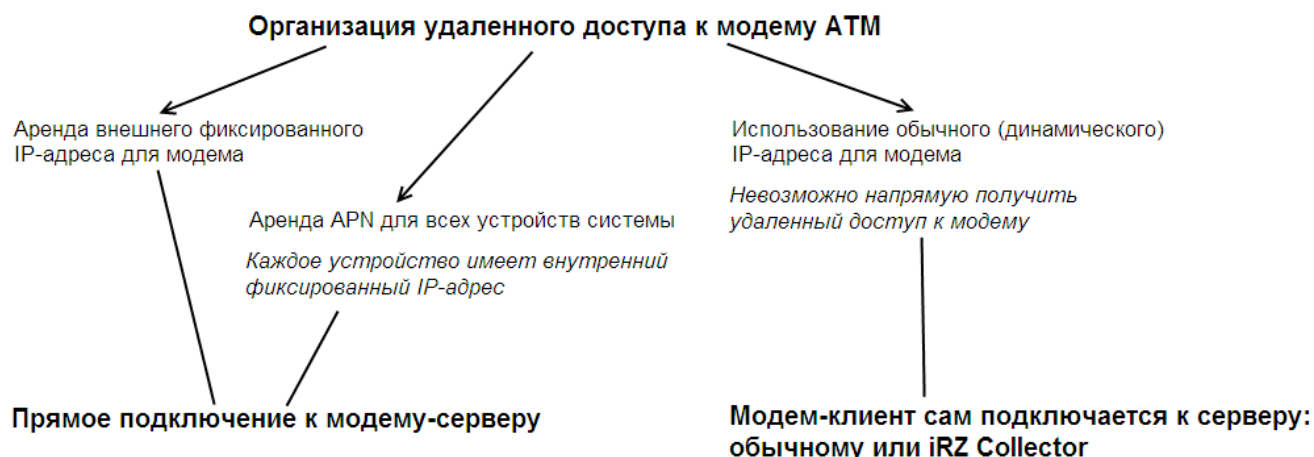 Организация удаленного доступа к модему ATM
Аренда внешнего фиксированного
IP-адреса для модема
Аренда APN для всех устройств системы
Каждое устройство имеет внутренний
фиксированный IP-адрес
Использование обычного (динамического)
IP-адреса для модема
Невозможно напрямую получить
удаленный доступ к модему
Прямое подключение к модему-серверу
Модем-клиент сам подключается к серверу:
обычному или iRZ Collector